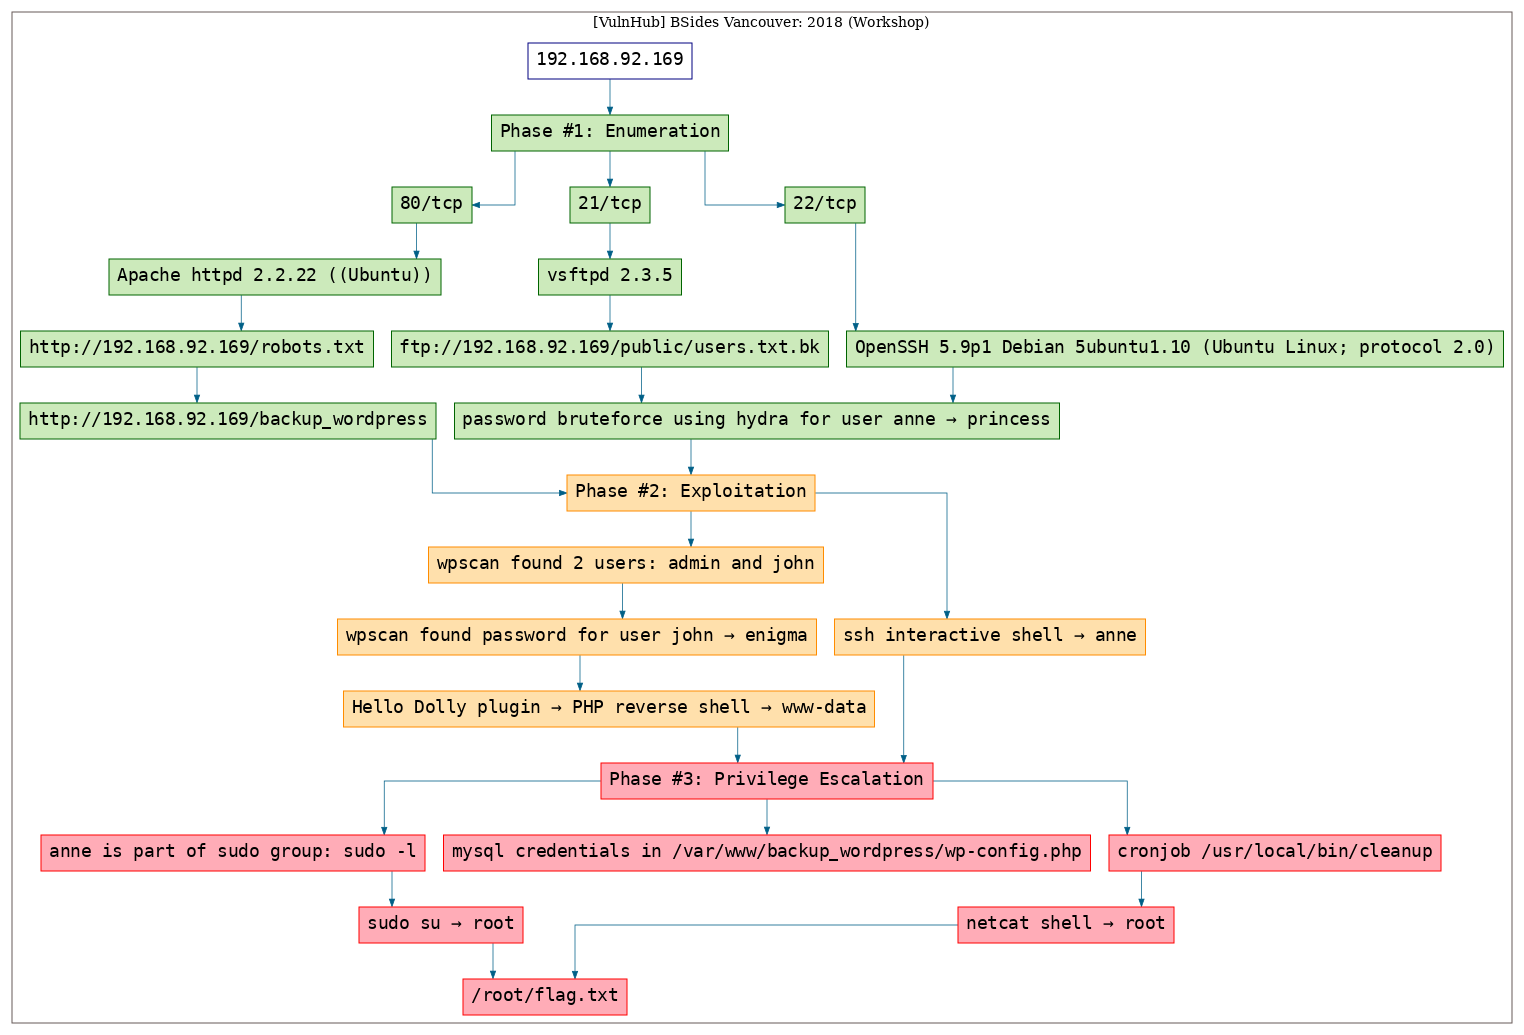 [VulnHub] BSides Vancouver: 2018 (Workshop)
192.168.92.169
Phase #1: Enumeration
80/tcp
21/tcp
22/tcp
Apache httpd 2.2.22 ((Ubuntu))
vsftpd 2.3.5
http://192.168.92.169/robots.txt
ftp://192.168.92.169/public/users.txt.bk
OpenSSH 5.9p1 Debian 5ubuntu1.10 (Ubuntu Linux; protocol 2.0)
http://192.168.92.169/backup_wordpress
password bruteforce using hydra for user anne → princess
Phase #2: Exploitation
wpscan found 2 users: admin and john
wpscan found password for user john → enigma
ssh interactive shell → anne
Hello Dolly plugin → PHP reverse shell → www-data
Phase #3: Privilege Escalation
anne is part of sudo group: sudo -l
mysql credentials in /var/www/backup_wordpress/wp-config.php
cronjob /usr/local/bin/cleanup
sudo su → root
netcat shell → root
/root/flag.txt